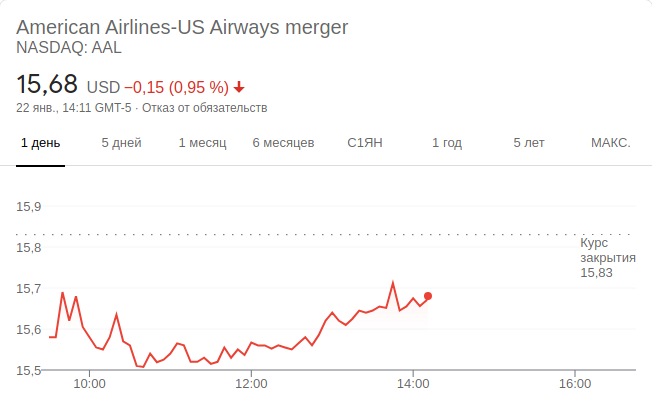 American Airlines-US Airways merger
NASDAQ: AAL
15,68 USD −0,15 (0,95 %)
22 янв., 14:11 GMT-5 · Отказ от обязательств
1 день 5 дней 1 месяц 6 месяцев С1ЯН 1 год 5 лет МАКС.
15,9
15,8
Курс
закрытия
15,83
15,7
15,6
15,5
10:00 12:00 14:00 16:00